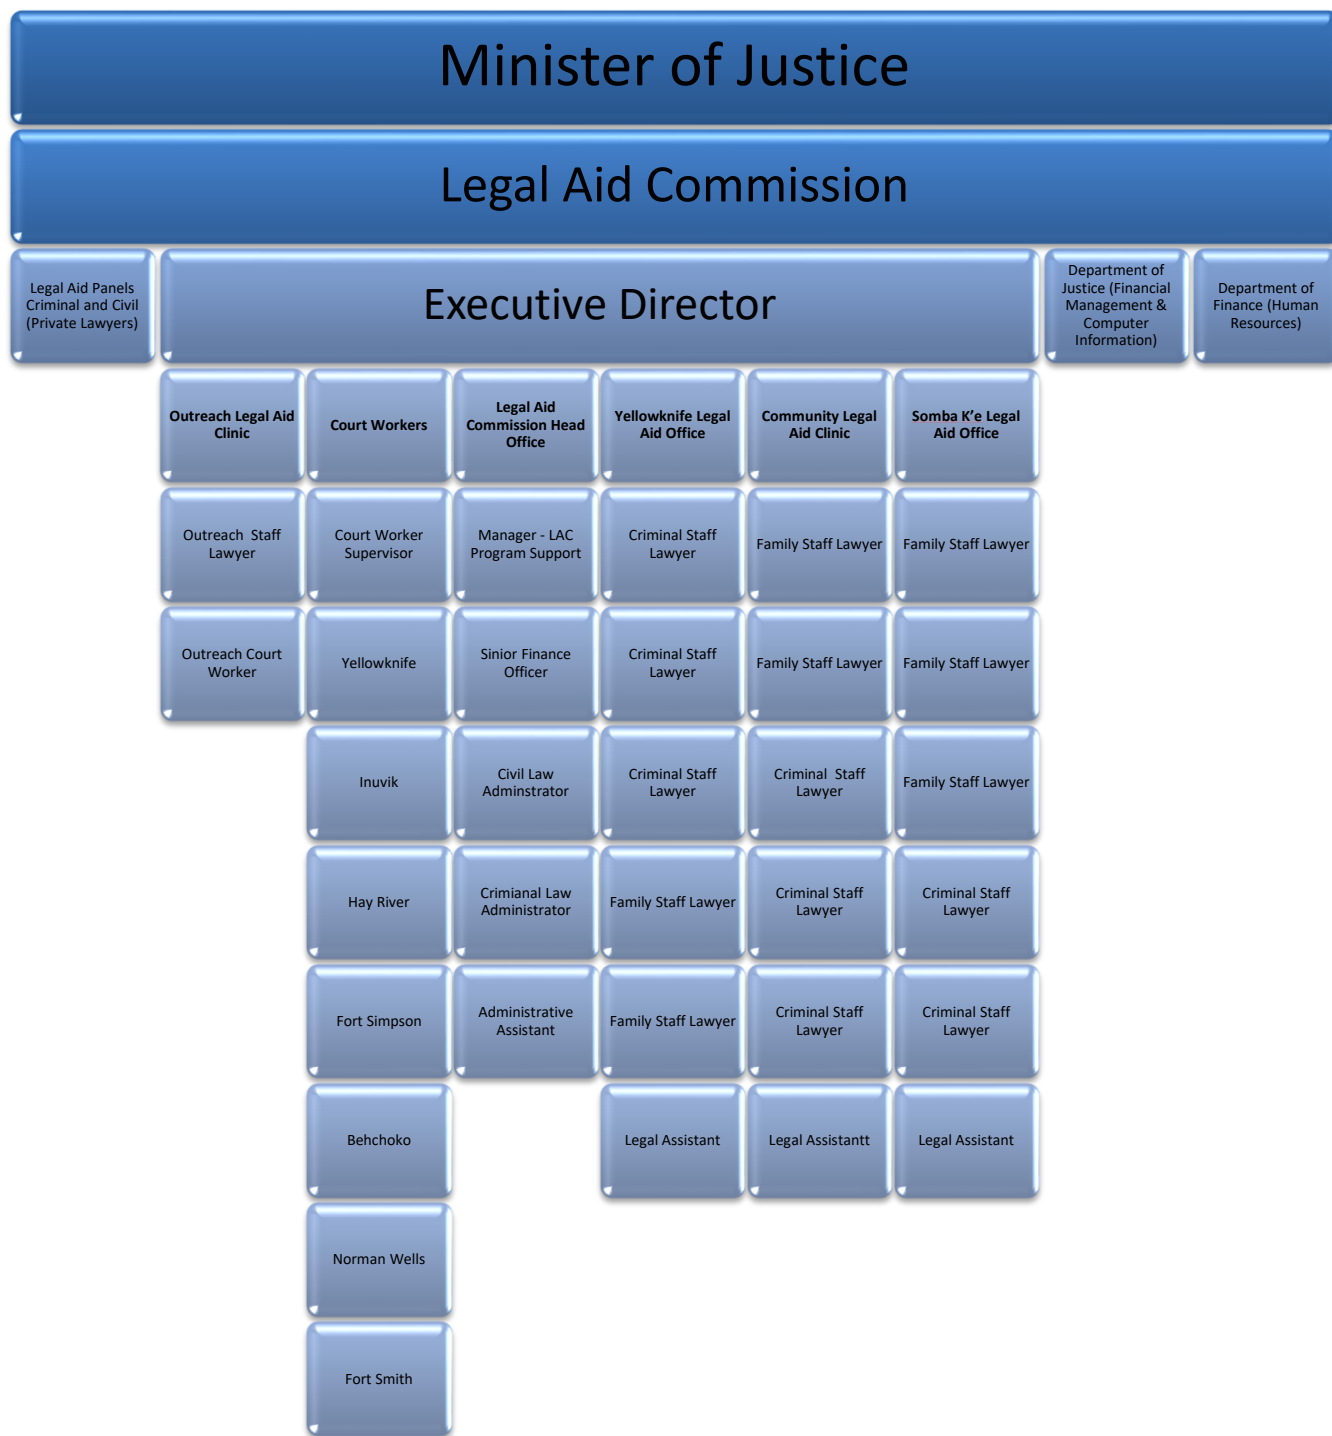 Minister of Justice
Legal Aid Commission
Legal Aid Panels
Criminal and Civil
(Private Lawyers)
Executive Director
Department of
Justice (Financial
Management &
Computer
Information)
Department of
Finance (Human
Resources)
Outreach Legal Aid
Clinic
Court Workers
Legal Aid
Commission Head
Office
Yellowknife Legal
Aid Office
Community Legal
Aid Clinic
Somba K’e Legal
Aid Office
Outreach  Staff
Lawyer
Court Worker
Supervisor
Manager - LAC
Program Support
Criminal Staff
Lawyer
Family Staff Lawyer
Family Staff Lawyer
Outreach Court
Worker
Yellowknife
Sinior Finance
Officer
Criminal Staff
Lawyer
Family Staff Lawyer
Family Staff Lawyer
Inuvik
Civil Law
Adminstrator
Criminal Staff
Lawyer
Criminal  Staff
Lawyer
Family Staff Lawyer
Hay River
Crimianal Law
Administrator
Family Staff Lawyer
Criminal Staff
Lawyer
Criminal Staff
Lawyer
Fort Simpson
Administrative
Assistant
Family Staff Lawyer
Criminal Staff
Lawyer
Criminal Staff
Lawyer
Behchoko
Legal Assistant
Legal Assistantt
Legal Assistant
Norman Wells
Fort Smith